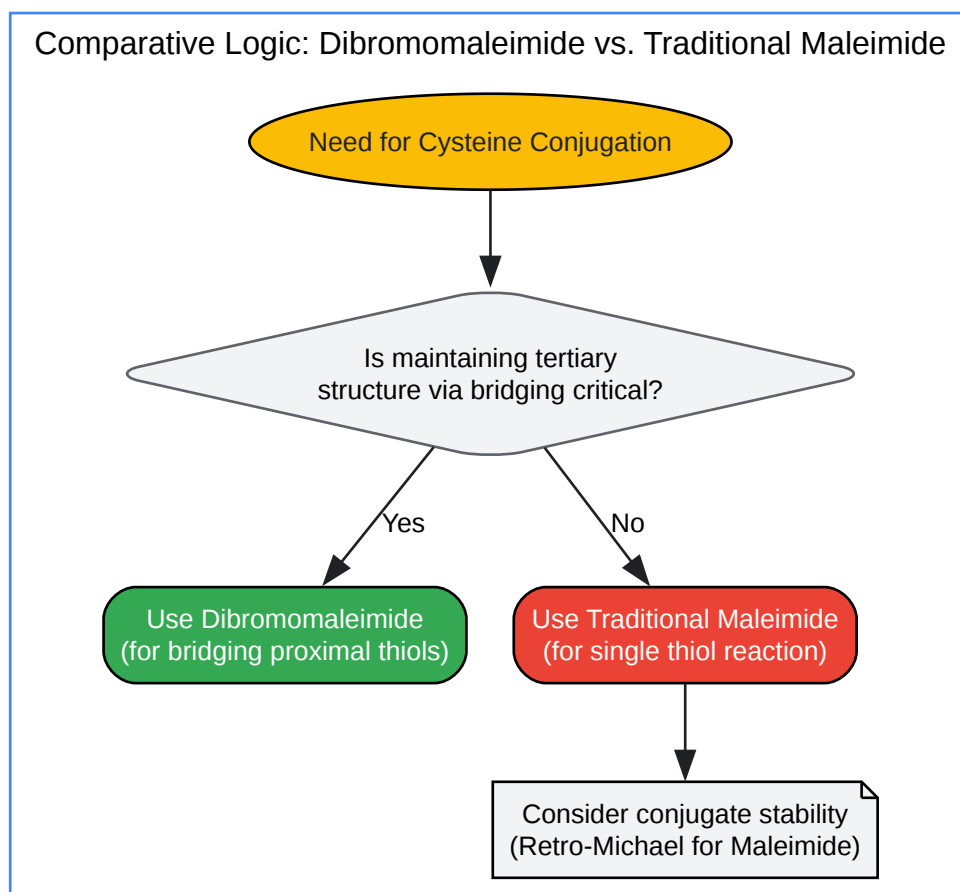 Comparative Logic: Dibromomaleimide vs. Traditional Maleimide
Need for Cysteine Conjugation
Is maintaining tertiary
structure via bridging critical?
Yes
No
Use Dibromomaleimide
(for bridging proximal thiols)
Use Traditional Maleimide
(for single thiol reaction)
Consider conjugate stability
(Retro-Michael for Maleimide)